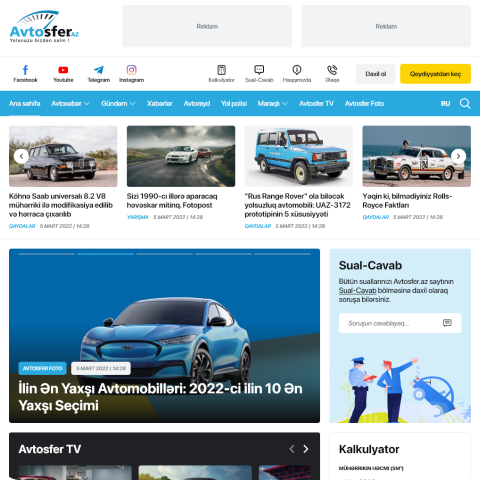 Avtosfer.AZ
Yolunuzu bizdən salın !
Reklam
Reklam
Facebook
Youtube
Telegram
Instagram
Kalkulyator
Sual-Cavab
Haqqımızda
Əlaqə
Daxil ol
Qeydiyyatdan keç
Ana səhifə
Avtoxəbər
Gündəm
Xəbərlər
Avtoreyd
Yol polisi
Maraqlı
Avtosfer TV
Avtosfer Foto
RU
Köhnə Saab universalı 8.2 V8
mühərriki ilə modifikasiya edilib
və hərraca çıxarılıb
QAYDALAR 5 MART 2022 / 14:28
Sizi 1990-cı illərə aparacaq
həvəskar mitinq. Fotopost
YARIŞMA 5 MART 2022 / 14:28
"Rus Range Rover" ola biləcək
yolsuzluq avtomobili: UAZ-3172
prototipinin 5 xüsusiyyəti
QAYDALAR 5 MART 2022 / 14:28
Yəqin ki, bilmədiyiniz Rolls-
Royce Faktları
QAYDALAR 5 MART 2022 / 14:28
AVTOSFER FOTO
5 MART 2022 / 14:28
İlin Ən Yaxşı Avtomobilləri: 2022-ci ilin 10 Ən
Yaxşı Seçimi
Sual-Cavab
Bütün suallarınızı Avtosfer.az saytının
Sual-Cavab bölməsinə daxil olaraq
soruşa bilərsiniz.
Sorğun cavablayaq...
Avtosfer TV
Kalkulyator
MÜHƏRRİKIN HƏCMİ (SM³)